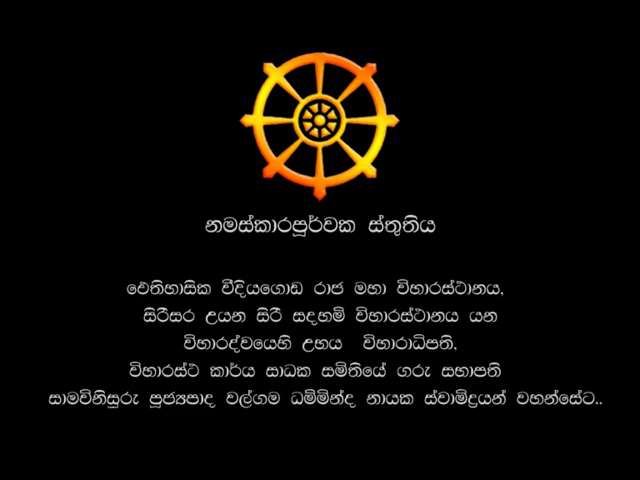 නමස්කාරපූර්වක ස්තුතිය
ඓතිහාසික වීදියගොඩ රාජ මහා විහාරස්ථානය,
සිරිසර උයන සිරි සදහම් විහාරස්ථානය යන
විහාරද්වයෙහි උභය විහාරාධිපති,
විහාරස්ථ කාර්ය සාධක සමිතියේ ගරු සභාපති
සාමවිනිසුරු පූජ්‍යපාද වල්ගම ධම්මින්ද නායක ස්වාමිද්‍රයන් වහන්සේට..